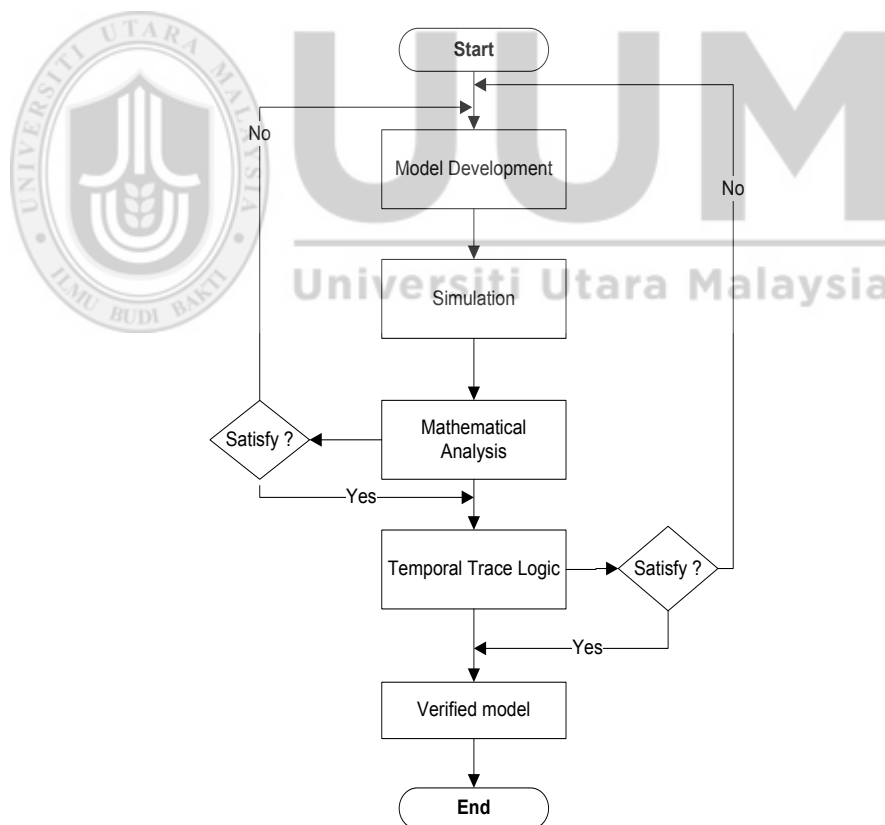 UNIVERSITI UTARA MALAYSIA
ILMU BUDI BAKTI
UUM
Universiti Utara Malaysia
Start
No
Model Development
No
Simulation
Mathematical
Analysis
Satisfy ?
Yes
Temporal Trace Logic
Satisfy ?
Yes
Verified model
End